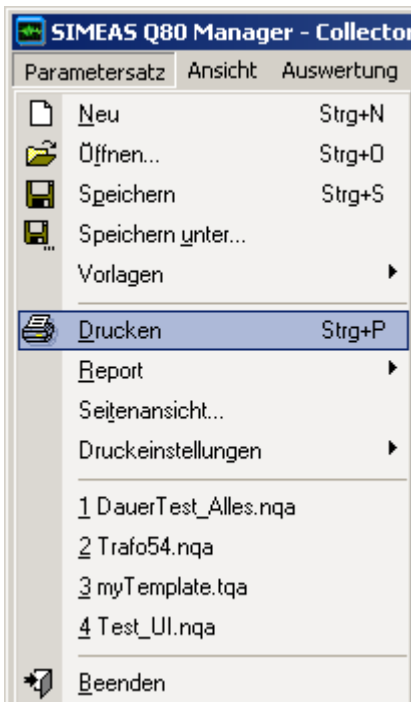 SIMEAS Q80 Manager - Collector
Parametersatz Ansicht Auswertung
Neu Strg+N
Öffnen... Strg+O
Speichern Strg+S
Speichern unter...
Vorlagen
Drucken Strg+P
Report
Seitenansicht...
Druckeinstellungen
1 DauerTest_Alles.nqa
2 Trafo54.nqa
3 myTemplate.tqa
4 Test_UI.nqa
Beenden